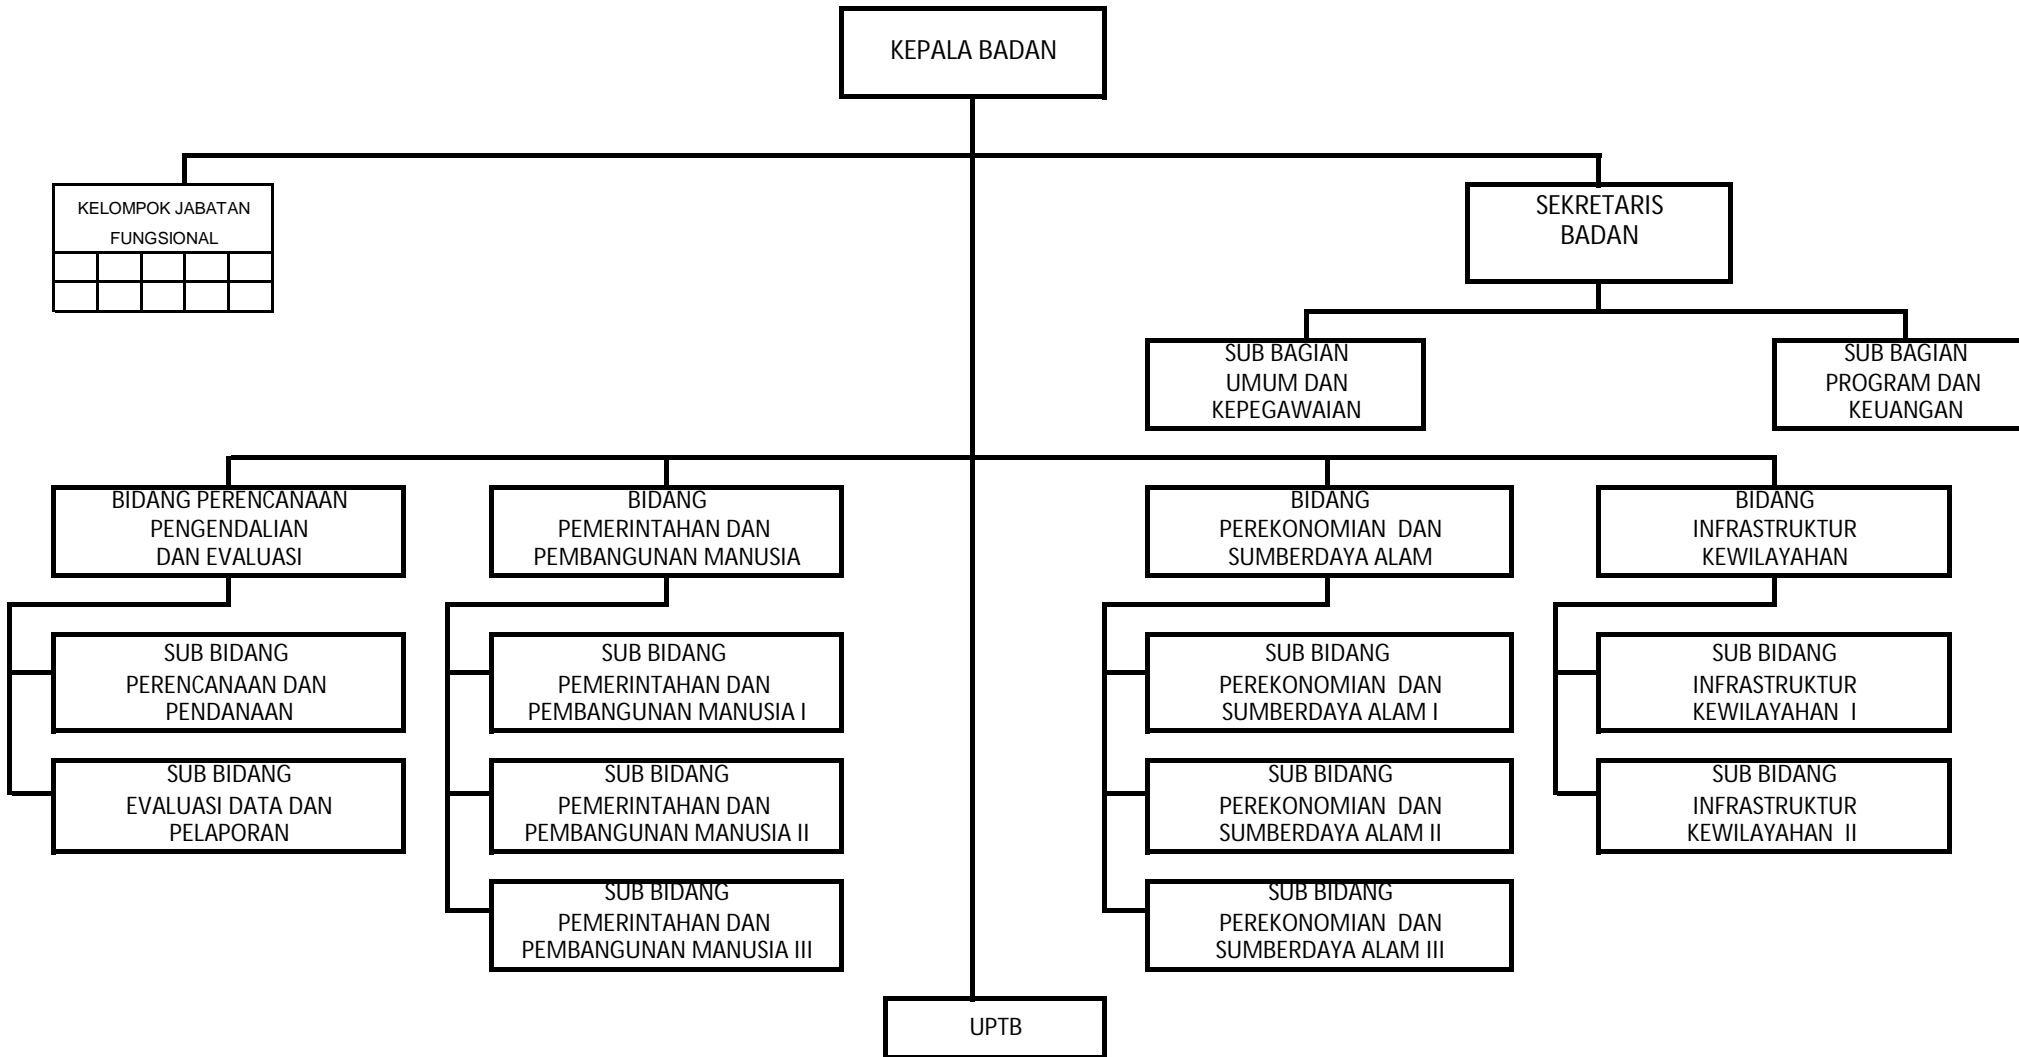 KEPALA BADAN
KELOMPOK JABATAN
FUNGSIONAL
SEKRETARIS
BADAN
SUB BAGIAN
UMUM DAN
KEPEGAWAIAN
SUB BAGIAN
PROGRAM DAN
KEUANGAN
BIDANG PERENCANAAN
PENGENDALIAN
DAN EVALUASI
BIDANG
PEMERINTAHAN DAN
PEMBANGUNAN MANUSIA
BIDANG
PEREKONOMIAN DAN
SUMBERDAYA ALAM
BIDANG
INFRASTRUKTUR
KEWILAYAHAN
SUB BIDANG
PERENCANAAN DAN
PENDANAAN
SUB BIDANG
PEMERINTAHAN DAN
PEMBANGUNAN MANUSIA I
SUB BIDANG
PEREKONOMIAN DAN
SUMBERDAYA ALAM I
SUB BIDANG
INFRASTRUKTUR
KEWILAYAHAN I
SUB BIDANG
EVALUASI DATA DAN
PELAPORAN
SUB BIDANG
PEMERINTAHAN DAN
PEMBANGUNAN MANUSIA II
SUB BIDANG
PEREKONOMIAN DAN
SUMBERDAYA ALAM II
SUB BIDANG
INFRASTRUKTUR
KEWILAYAHAN II
SUB BIDANG
PEMERINTAHAN DAN
PEMBANGUNAN MANUSIA III
SUB BIDANG
PEREKONOMIAN DAN
SUMBERDAYA ALAM III
UPTB